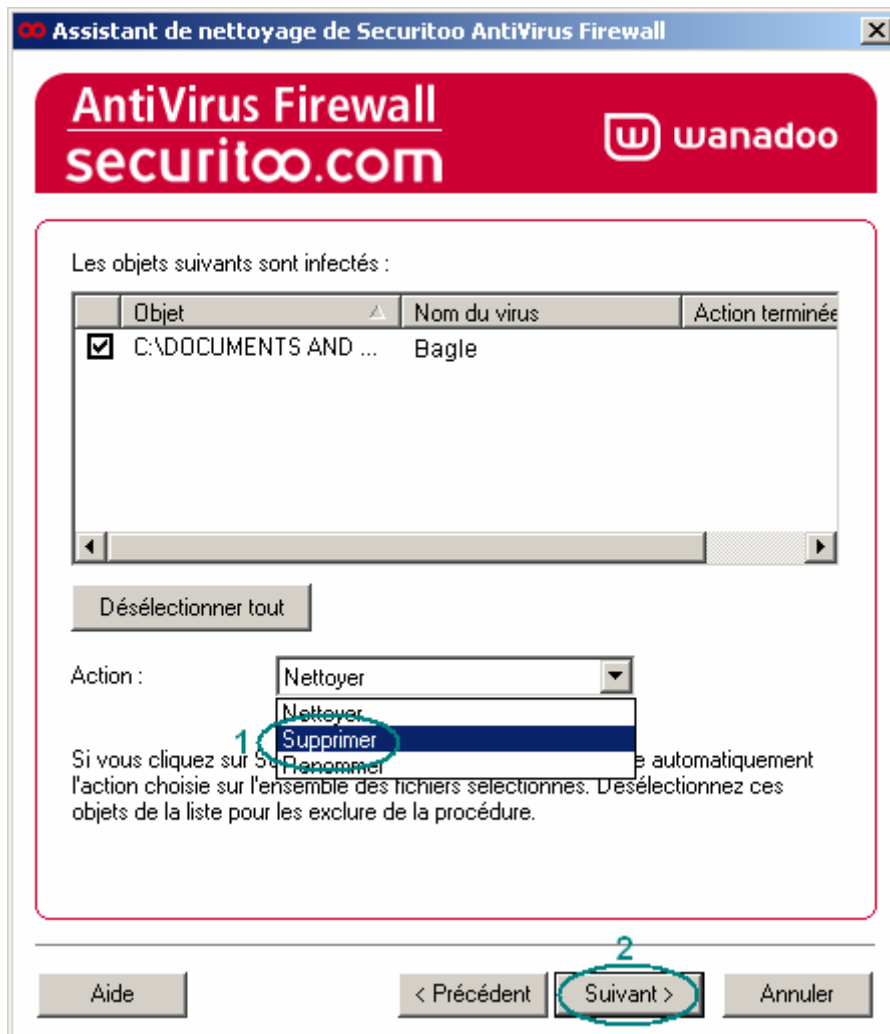 Assistant de nettoyage de Securitoo AntiVirus Firewall
AntiVirus Firewall
securitoo.com
wanadoo
Les objets suivants sont infectés :
Objet Nom du virus Action terminée
C:\DOCUMENTS AND ... Bagle
Désélectionner tout
Action : Nettoyer
Nettoyer
1 Supprimer
Renommer
Si vous cliquez sur e automatiquement
l'action choisie sur l'ensemble des fichiers sélectionnés. Désélectionnez ces
objets de la liste pour les exclure de la procédure.
2
Aide < Précédent Suivant > Annuler